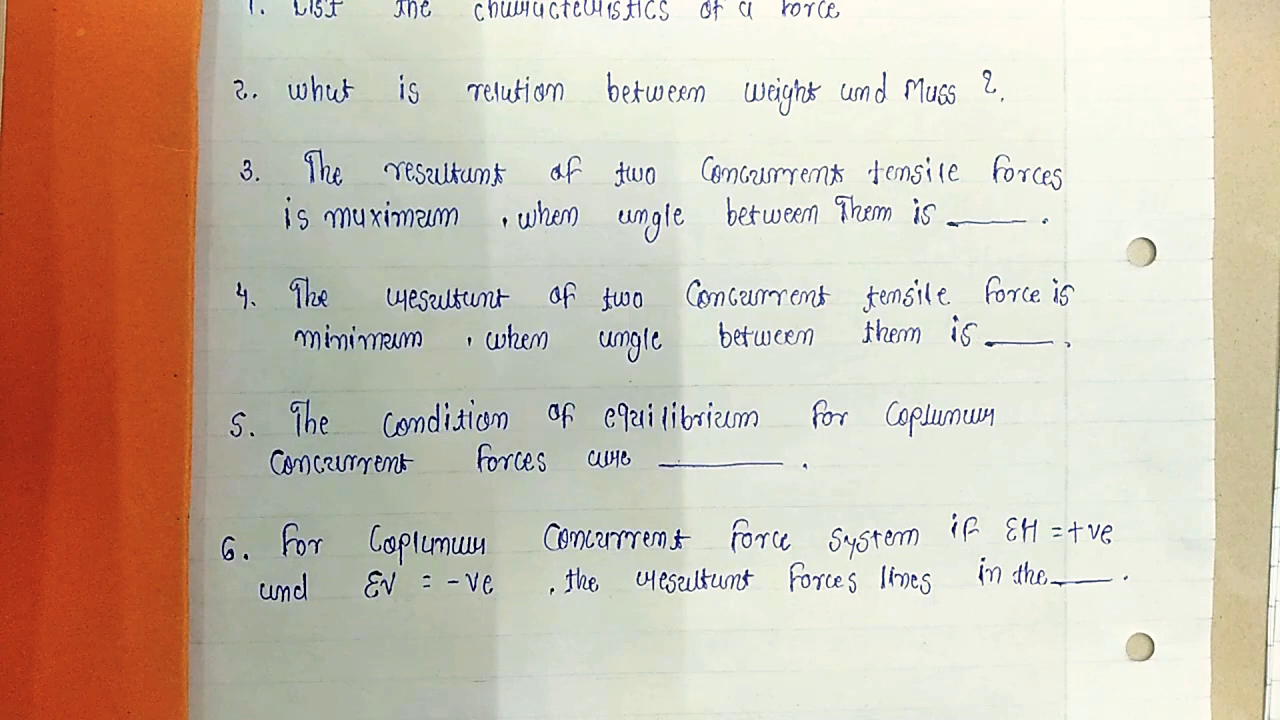 1. List the characteristics of a force
2. what is relation between weight and Mass ?.
3. The resultant of two Concurrent tensile forces
is maximum, when angle between Them is ____.
4. The resultant of two Concurrent tensile force is
minimum, when angle between them is ____.
5. The condition of equilibrium for Coplanar
Concurrent forces are ____.
6. For Coplanar Concurrent force system if ΣH = +ve
and ΣV = -ve, the resultant forces lines in the ____.